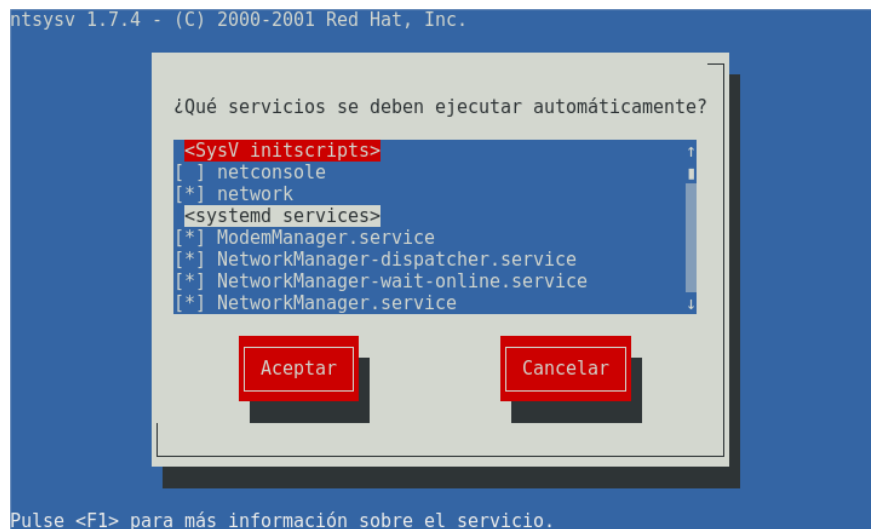 ntsysv 1.7.4 - (C) 2000-2001 Red Hat, Inc.
¿Qué servicios se deben ejecutar automáticamente?
<SysV initscripts>
[ ] netconsole
[*] network
<systemd services>
[*] ModemManager.service
[*] NetworkManager-dispatcher.service
[*] NetworkManager-wait-online.service
[*] NetworkManager.service
Aceptar
Cancelar
Pulse <F1> para más información sobre el servicio.